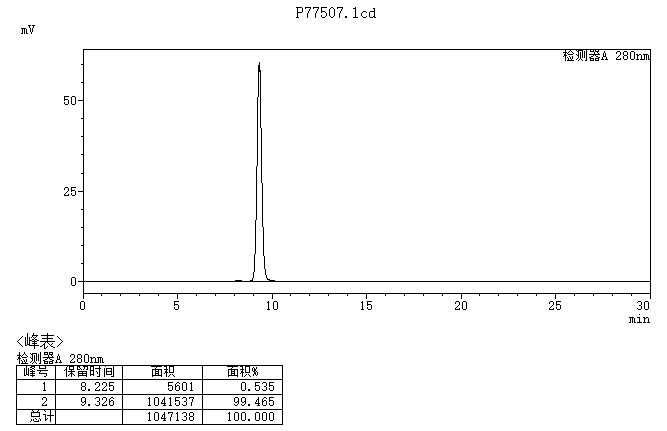 P77507.lcd
mV
检测器A 280nm
50
25
0
0 5 10 15 20 25 30
min
<峰表>
检测器A 280nm
峰号 保留时间 面积 面积%
1 8.225 5601 0.535
2 9.326 1041537 99.465
总计 1047138 100.000